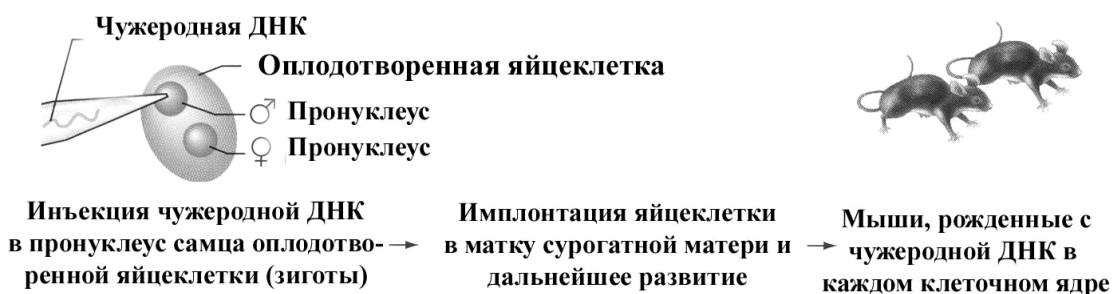 Чужеродная ДНК
Оплодотворенная яйцеклетка
♂ Пронуклеус
♀ Пронуклеус
Инъекция чужеродной ДНК
в пронуклеус самца оплодотво-
ренной яйцеклетки (зиготы)
→
Имплонтация яйцеклетки
в матку сурогатной матери и
дальнейшее развитие
→
Мыши, рожденные с
чужеродной ДНК в
каждом клеточном ядре